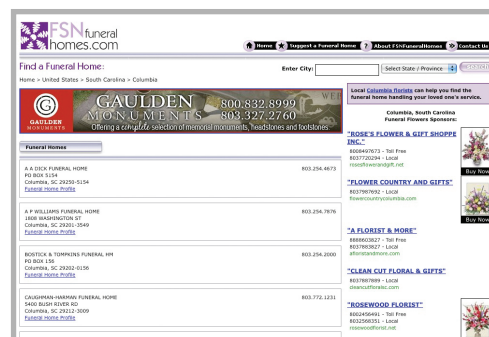 FSN funeral
homes.com
Home Suggest a Funeral Home About FSNFuneralHomes Contact Us
Find a Funeral Home:
Enter City: Select State / Province
Home > United States > South Carolina > Columbia
GAULDEN
MONUMENTS
GAULDEN 800.832.8999
MONUMENTS 803.327.2760
Offering a complete selection of memorial monuments, headstones and footstones
WE
Funeral Homes
A A DICK FUNERAL HOME 803.254.4673
PO BOX 5154
Columbia, SC 29250-5154
Funeral Home Profile
A P WILLIAMS FUNERAL HOME 803.254.7876
1808 WASHINGTON ST
Columbia, SC 29201-3549
Funeral Home Profile
BOSTICK & TOMPKINS FUNERAL HM 803.254.2000
PO BOX 156
Columbia, SC 29202-0156
Funeral Home Profile
CAUGHMAN-HARMAN FUNERAL HOME 803.772.1231
5400 BUSH RIVER RD
Columbia, SC 29212-3009
Funeral Home Profile
Local Columbia florists can help you find the
funeral home handling your loved one's service.
Columbia, South Carolina
Funeral Flowers Sponsors:
"ROSE'S FLOWER & GIFT SHOPPE
INC."
8008497673 - Toll Free
8037720294 - Local
rosesflowerandgift.net
Buy Now
"FLOWER COUNTRY AND GIFTS"
8037987692 - Local
flowercountrycolumbia.com
Buy Now
"A FLORIST & MORE"
8888603827 - Toll Free
8037883827 - Local
afloristandmore.com
"CLEAN CUT FLORAL & GIFTS"
8037887889 - Local
cleancutfloralsc.com
"ROSEWOOD FLORIST"
8002456491 - Toll Free
8032566351 - Local
rosewoodflorist.net